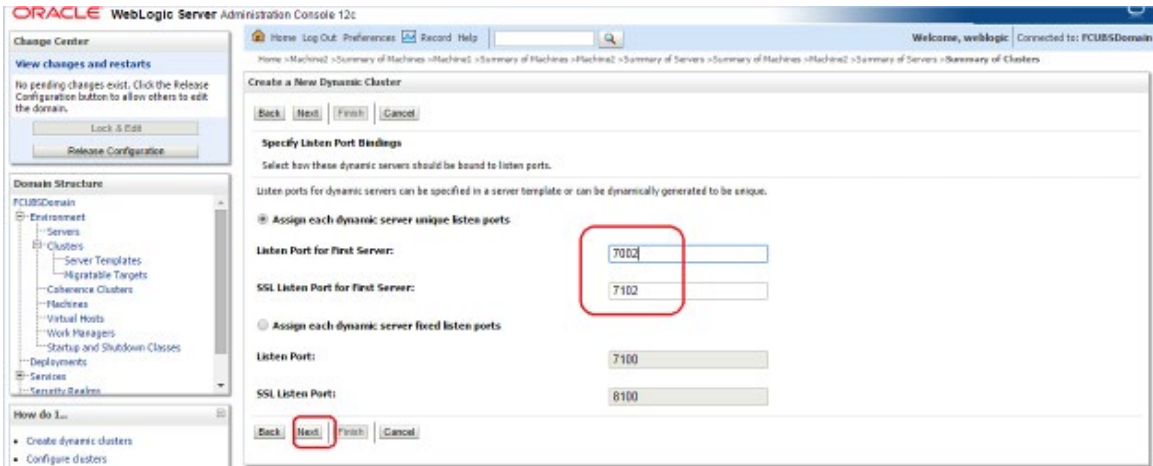 ORACLE WebLogic Server Administration Console 12c
Change Center
View changes and restarts
No pending changes exist. Click the Release
Configuration button to allow others to edit
the domain.
Lock & Edit
Release Configuration
Domain Structure
FCUBSDomain
Environment
Servers
Clusters
Server Templates
Migratable Targets
Coherence Clusters
Machines
Virtual Hosts
Work Managers
Startup and Shutdown Classes
Deployments
Services
Security Realms
How do I...
Create dynamic clusters
Configure clusters
Home Log Out Preferences Record Help
Welcome, weblogic Connected to: FCUBSDomain
Home >Machine2 >Summary of Machines >Machine1 >Summary of Machines >Machine2 >Summary of Servers >Summary of Machines >Machine2 >Summary of Servers >Summary of Clusters
Create a New Dynamic Cluster
Back Next Finish Cancel
Specify Listen Port Bindings
Select how these dynamic servers should be bound to listen ports.
Listen ports for dynamic servers can be specified in a server template or can be dynamically generated to be unique.
Assign each dynamic server unique listen ports
Listen Port for First Server: 7002
SSL Listen Port for First Server: 7102
Assign each dynamic server fixed listen ports
Listen Port: 7100
SSL Listen Port: 8100
Back Next Finish Cancel